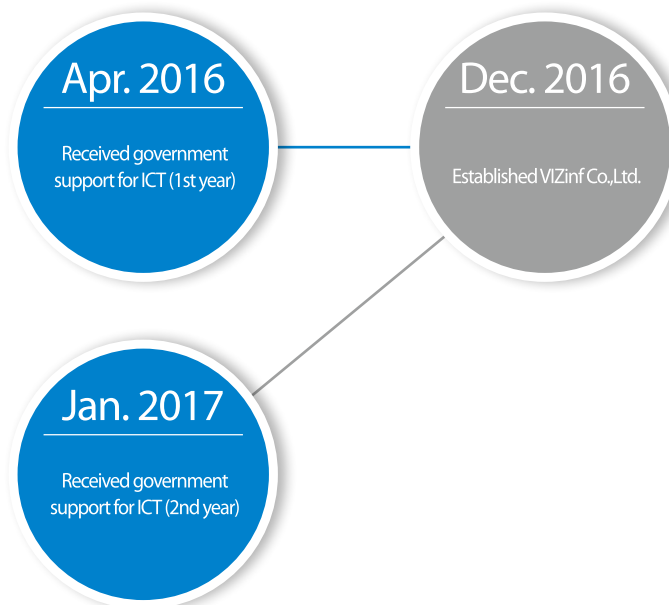 Apr. 2016
Received government
support for ICT (1st year)
Dec. 2016
Established VIZinf Co.,Ltd.
Jan. 2017
Received government
support for ICT (2nd year)